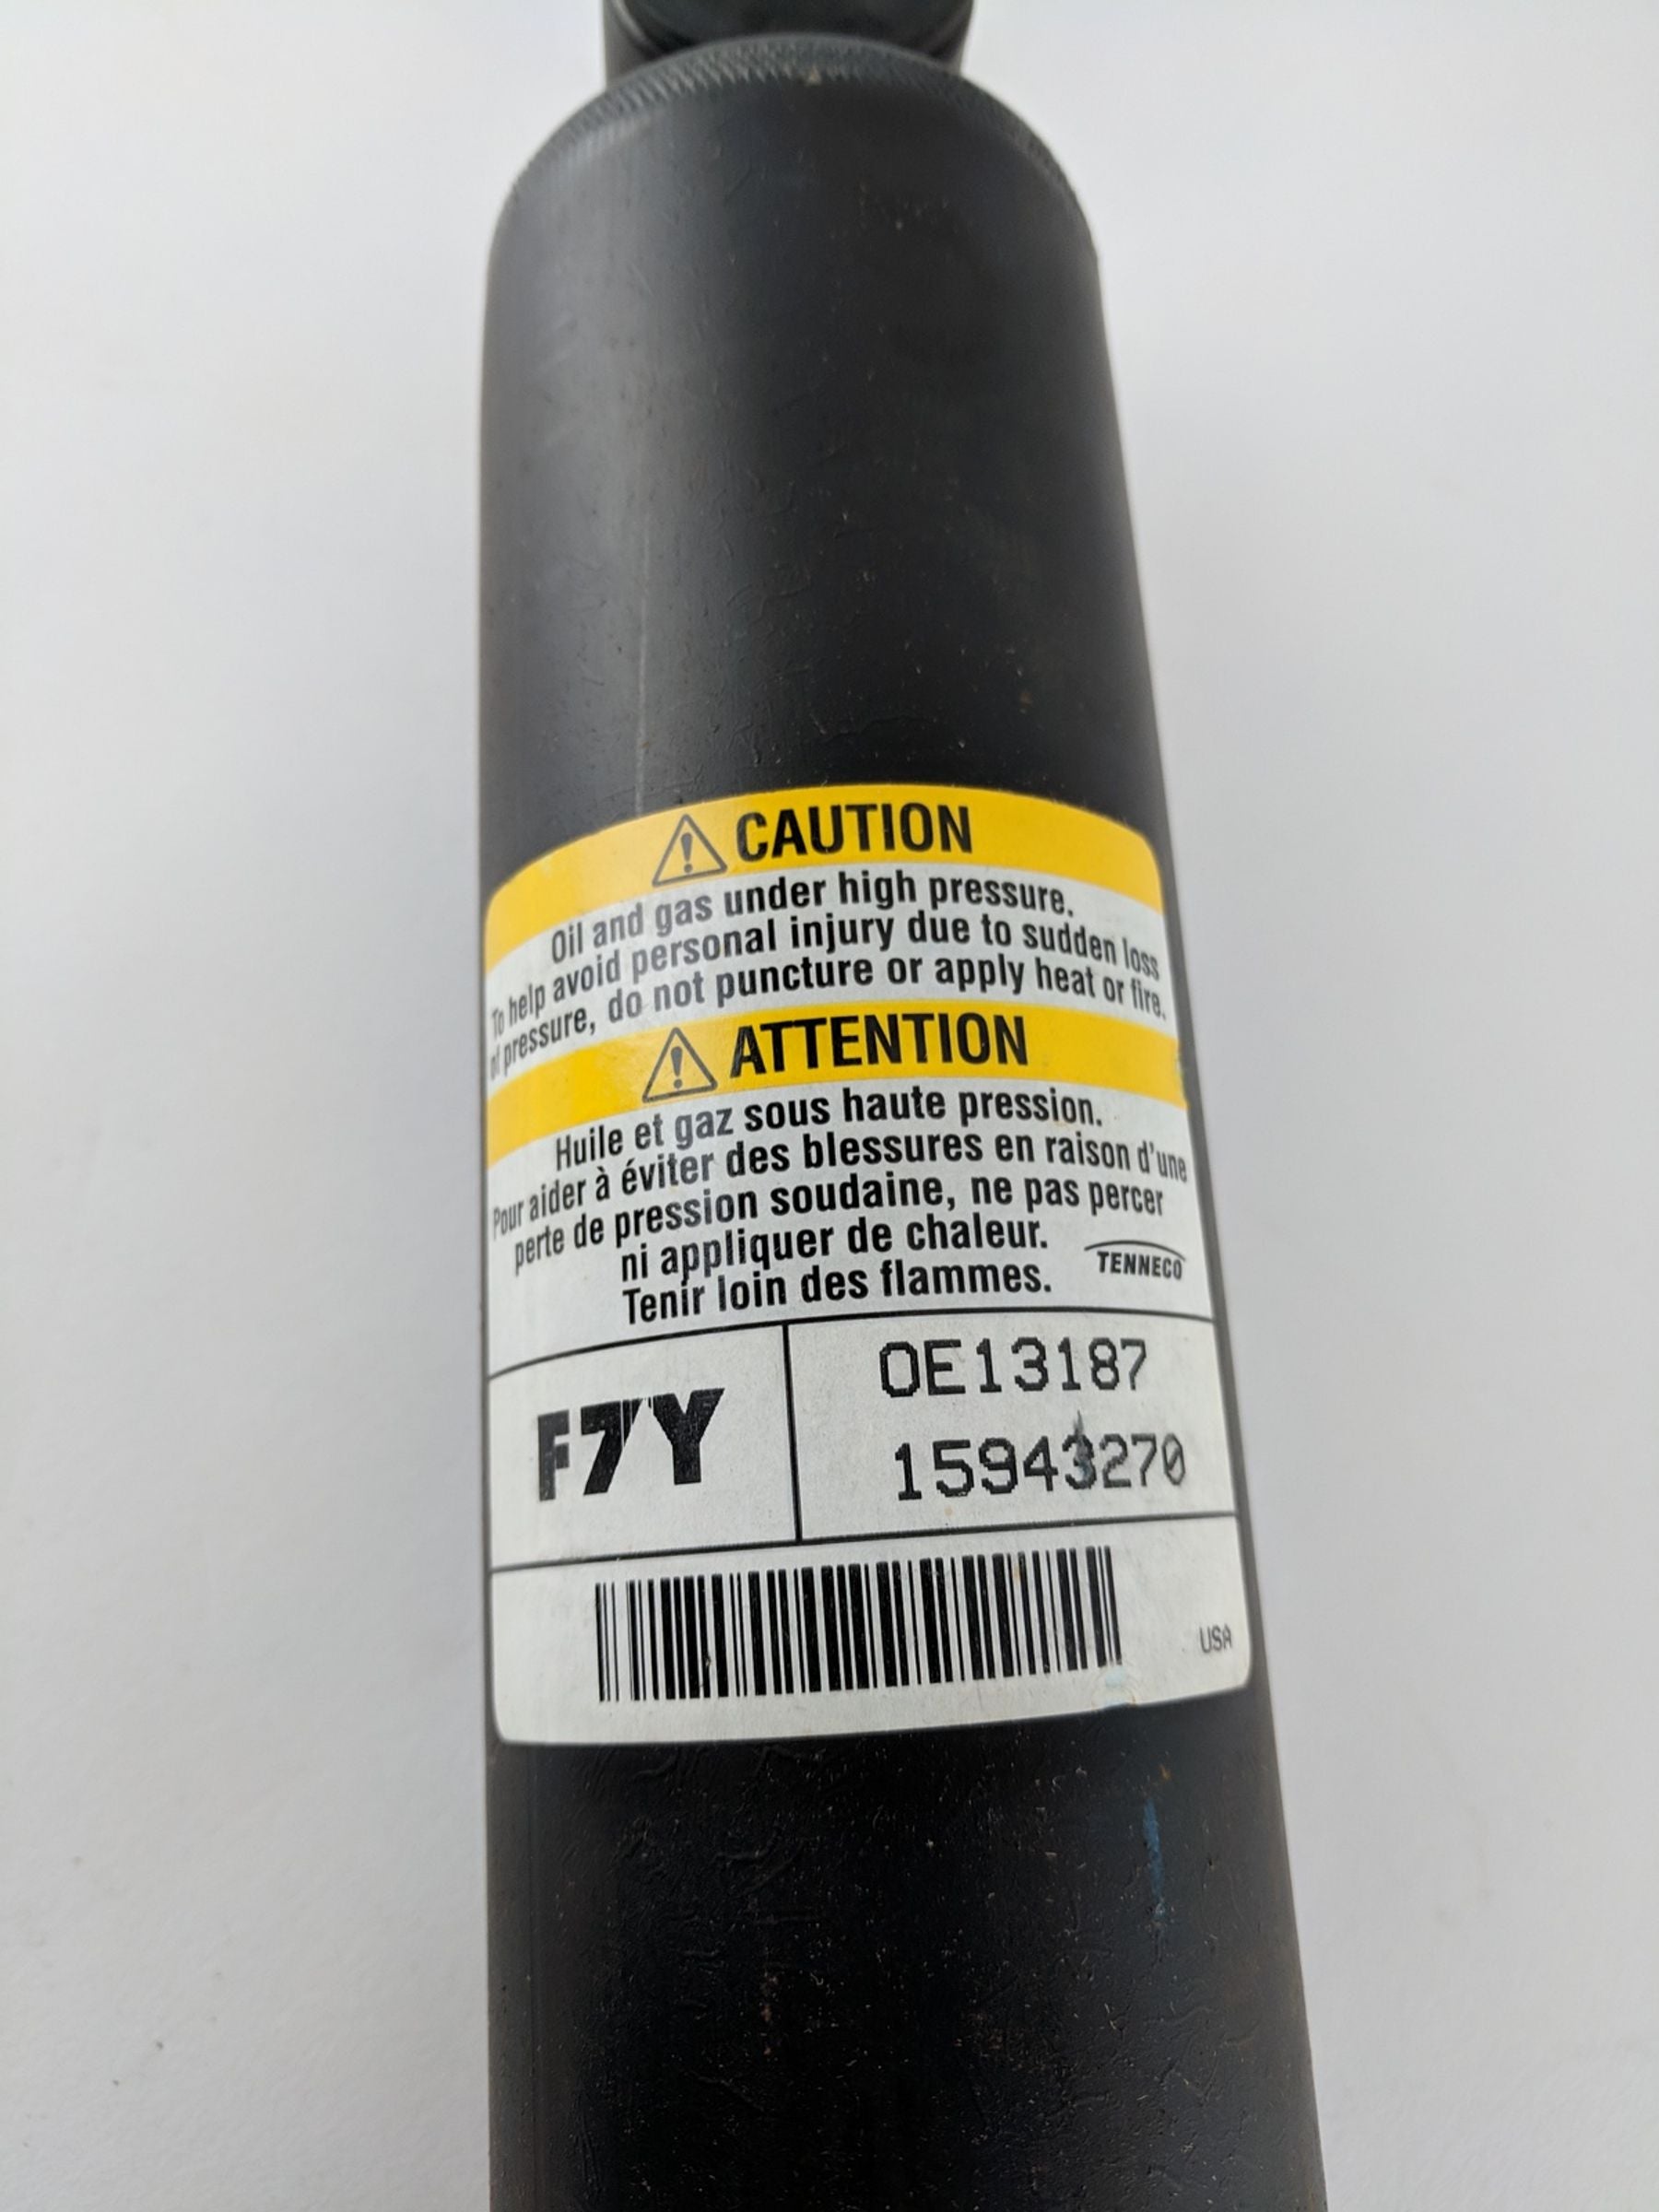 CAUTION
Oil and gas under high pressure.
To help avoid personal injury due to sudden loss
of pressure, do not puncture or apply heat or fire.
ATTENTION
Huile et gaz sous haute pression.
Pour aider à éviter des blessures en raison d'une
perte de pression soudaine, ne pas percer
ni appliquer de chaleur.
Tenir loin des flammes.
TENNECO
F7Y
OE13187
15943270
USA